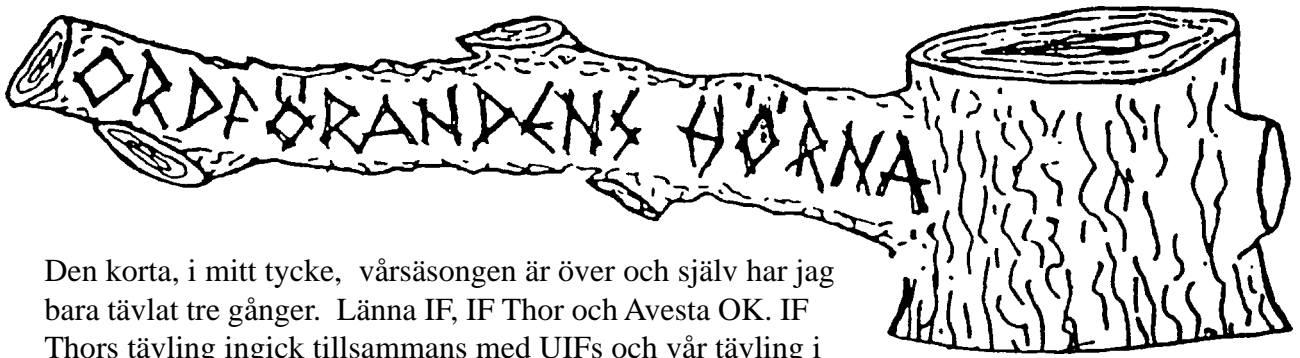 ORDFÖRANDENS HÖRNA
Den korta, i mitt tycke, vårsäsongen är över och själv har jag
bara tävlat tre gånger. Länna IF, IF Thor och Avesta OK. IF
Thors tävling ingick tillsammans med UIFs och vår tävling i